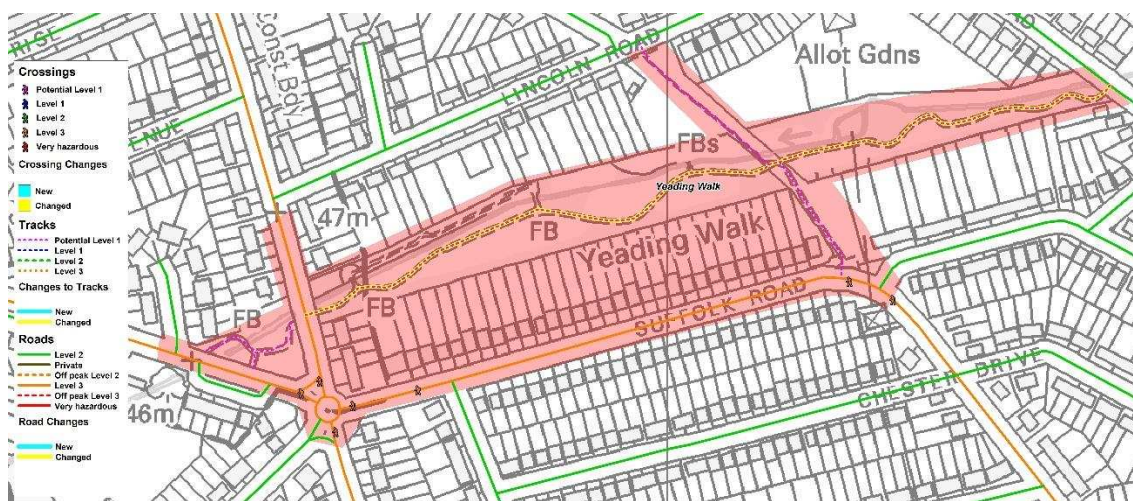 Crossings
Potential Level 1
Level 1
Level 2
Level 3
Very hazardous
Crossing Changes
New
Changed
Tracks
Potential Level 1
Level 1
Level 2
Level 3
Changes to Tracks
New
Changed
Roads
Level 2
Private
Off peak Level 2
Level 3
Off peak Level 3
Very hazardous
Road Changes
New
Changed
RISE
Const Bdy
LINCOLN ROAD
Allot Gdns
47m
FBs
Yeading Walk
FB
Yeading Walk
FB
FB
SUFFOLK ROAD
CHESTER DRIVE
46m